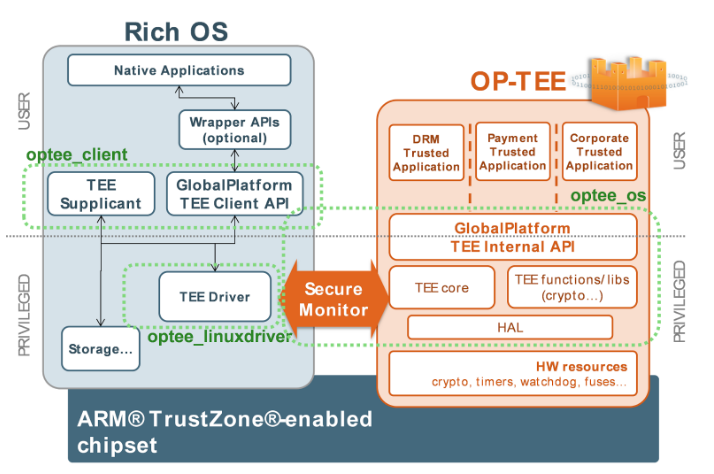 Rich OS
Native Applications
Wrapper APIs
(optional)
optee_client
TEE
Supplicant
GlobalPlatform
TEE Client API
TEE Driver
optee_linuxdriver
Storage...
USER
PRIVILEGED
Secure
Monitor
OP-TEE
DRM
Trusted
Application
Payment
Trusted
Application
Corporate
Trusted
Application
optee_os
GlobalPlatform
TEE Internal API
TEE core
TEE functions/ libs
(crypto...)
HAL
HW resources
crypto, timers, watchdog, fuses...
USER
PRIVILEGED
ARM® TrustZone®-enabled
chipset